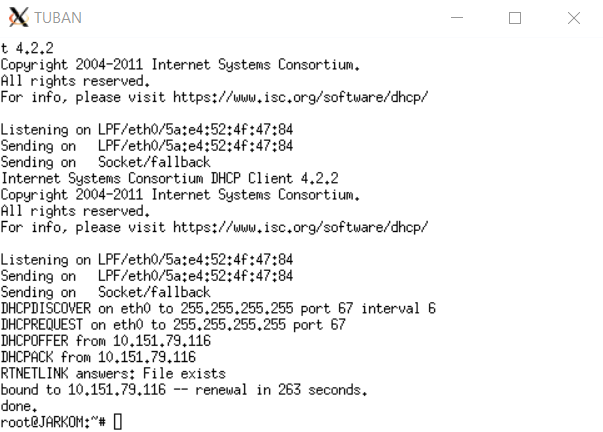 TUBAN
t 4.2.2
Copyright 2004-2011 Internet Systems Consortium.
All rights reserved.
For info, please visit https://www.isc.org/software/dhcp/
Listening on LPF/eth0/5a:e4:52:4f:47:84
Sending on   LPF/eth0/5a:e4:52:4f:47:84
Sending on   Socket/fallback
Internet Systems Consortium DHCP Client 4.2.2
Copyright 2004-2011 Internet Systems Consortium.
All rights reserved.
For info, please visit https://www.isc.org/software/dhcp/
Listening on LPF/eth0/5a:e4:52:4f:47:84
Sending on   LPF/eth0/5a:e4:52:4f:47:84
Sending on   Socket/fallback
DHCPDISCOVER on eth0 to 255.255.255.255 port 67 interval 6
DHCPREQUEST on eth0 to 255.255.255.255 port 67
DHCPOFFER from 10.151.79.116
DHCPACK from 10.151.79.116
RTNETLINK answers: File exists
bound to 10.151.79.116 -- renewal in 263 seconds.
done.
root@JARKOM:~#